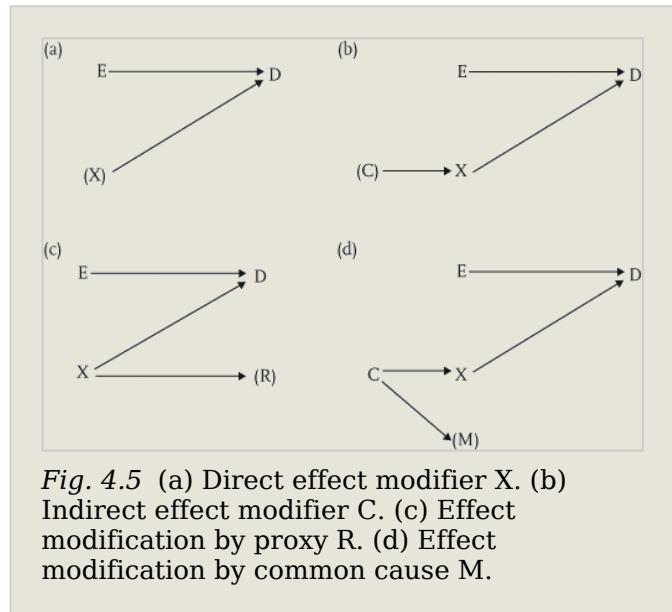 (a)
(b)
E
D
E
D
(X)
(C)
X
(c)
(d)
E
D
E
D
X
(R)
C
X
(M)
Fig. 4.5 (a) Direct effect modifier X. (b)
Indirect effect modifier C. (c) Effect
modification by proxy R. (d) Effect
modification by common cause M.